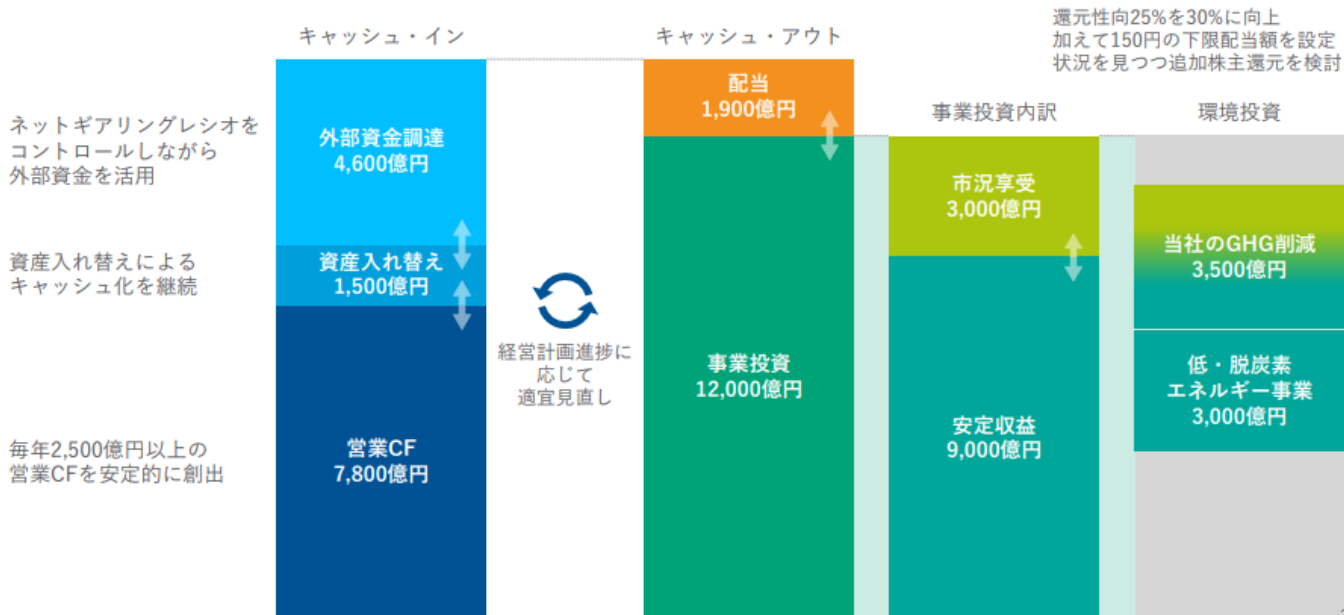 還元性向25%を30%に向上
加えて150円の下限配当額を設定
状況を見つつ追加株主還元を検討
キャッシュ・イン
キャッシュ・アウト
事業投資内訳
環境投資
ネットギアリングレシオを
コントロールしながら
外部資金を活用
外部資金調達
4,600億円
配当
1,900億円
市況享受
3,000億円
当社のGHG削減
3,500億円
資産入れ替えによる
キャッシュ化を継続
資産入れ替え
1,500億円
経営計画進捗に
応じて
適宜見直し
事業投資
12,000億円
低・脱炭素
エネルギー事業
3,000億円
毎年2,500億円以上の
営業CFを安定的に創出
営業CF
7,800億円
安定収益
9,000億円